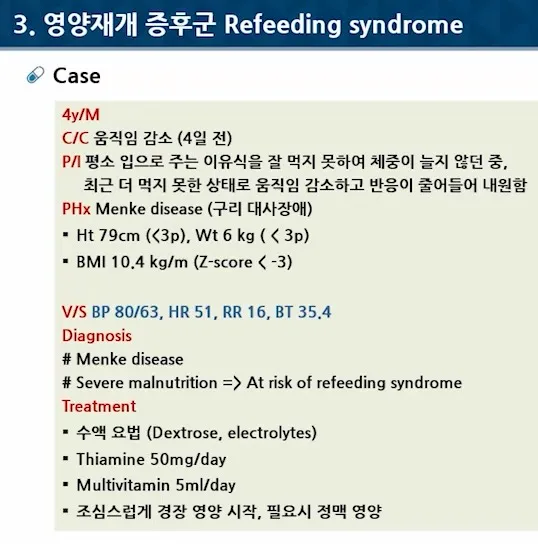 3. 영양재개 증후군 Refeeding syndrome
Case
4y/M
C/C 움직임 감소 (4일 전)
P/I 평소 입으로 주는 이유식을 잘 먹지 못하여 체중이 늘지 않던 중,
최근 더 먹지 못한 상태로 움직임 감소하고 반응이 줄어들어 내원함
PHx Menke disease (구리 대사장애)
▪ Ht 79cm (<3p), Wt 6 kg ( < 3p)
▪ BMI 10.4 kg/m (Z-score < -3)
V/S BP 80/63, HR 51, RR 16, BT 35.4
Diagnosis
# Menke disease
# Severe malnutrition => At risk of refeeding syndrome
Treatment
▪ 수액 요법 (Dextrose, electrolytes)
▪ Thiamine 50mg/day
▪ Multivitamin 5ml/day
▪ 조심스럽게 경장 영양 시작, 필요시 정맥 영양